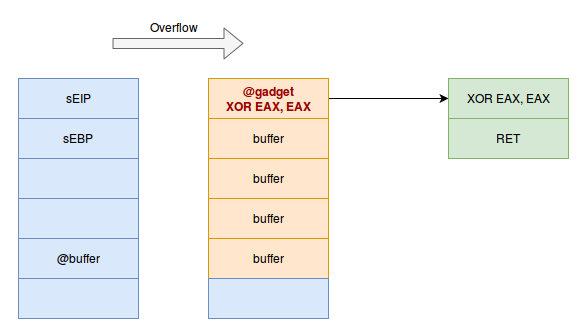 Overflow
sEIP
@gadget
XOR EAX, EAX
XOR EAX, EAX
sEBP
buffer
RET
buffer
buffer
@buffer
buffer